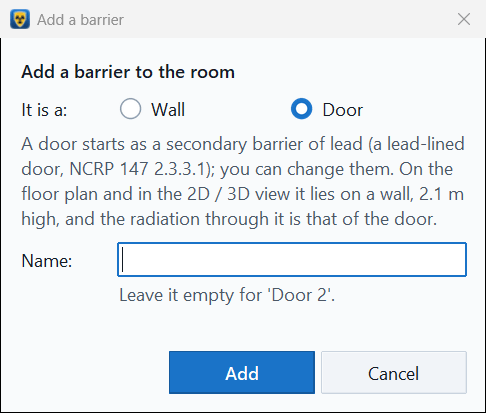 Add a barrier
Add a barrier to the room
It is a: Wall Door
A door starts as a secondary barrier of lead (a lead-lined
door, NCRP 147 2.3.3.1); you can change them. On the
floor plan and in the 2D / 3D view it lies on a wall, 2.1 m
high, and the radiation through it is that of the door.
Name:
Leave it empty for 'Door 2'.
Add Cancel